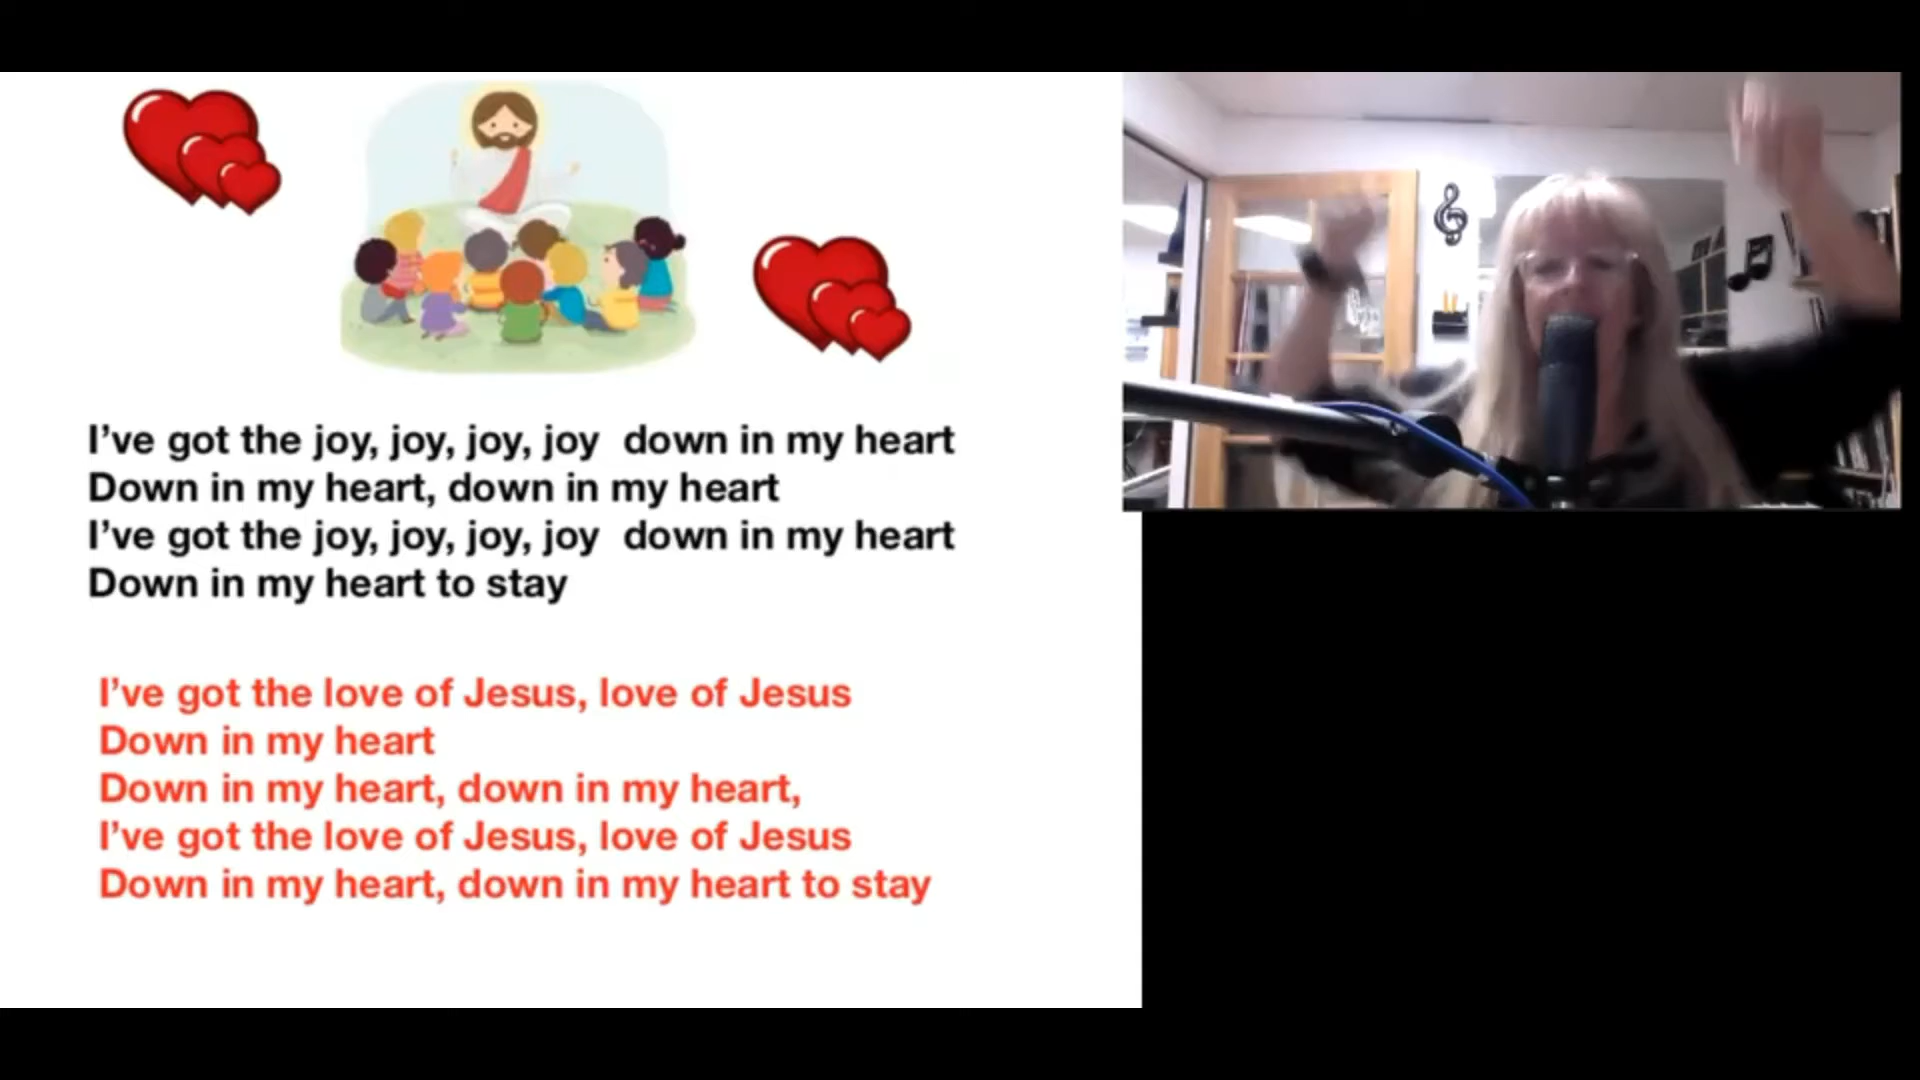 I’ve got the joy, joy, joy, joy  down in my heart
Down in my heart, down in my heart
I’ve got the joy, joy, joy, joy  down in my heart
Down in my heart to stay
I’ve got the love of Jesus, love of Jesus
Down in my heart
Down in my heart, down in my heart,
I’ve got the love of Jesus, love of Jesus
Down in my heart, down in my heart to stay